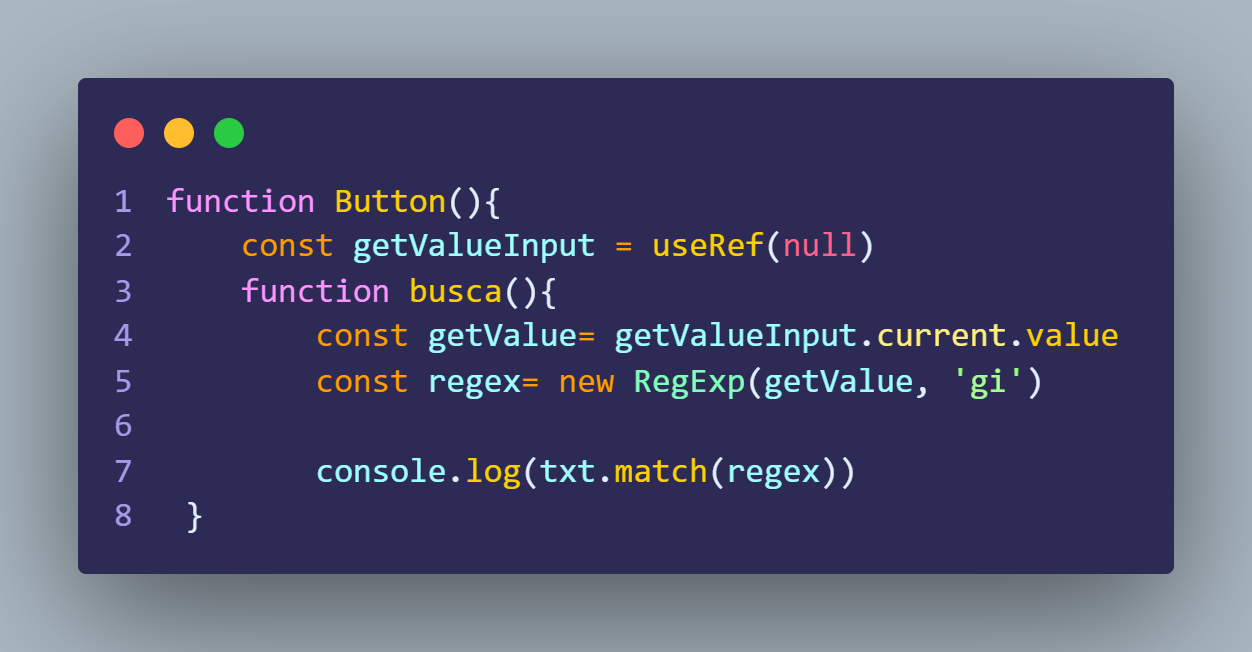 1 function Button(){
2     const getValueInput = useRef(null)
3     function busca(){
4         const getValue= getValueInput.current.value
5         const regex= new RegExp(getValue, 'gi')
6
7         console.log(txt.match(regex))
8  }